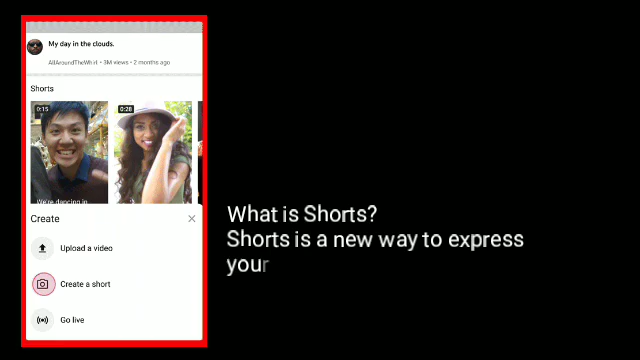 My day in the clouds.
AllAroundTheWhirl • 3M views • 2 months ago
Shorts
0:15
0:28
We're dancing in
Create
Upload a video
Create a short
Go live
What is Shorts?
Shorts is a new way to express
your